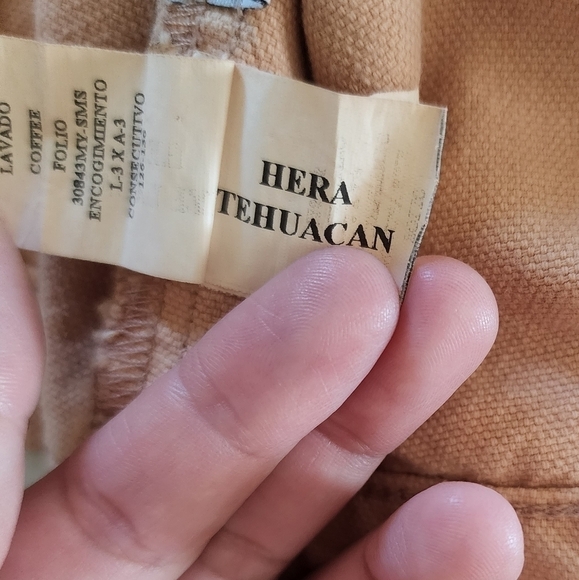 LAVADO
COFFEE
FOLIO
30843MY-SMS
ENCOGIMIENTO
L-3 X A-3
CONSECUTIVO
HERA
TEHUACAN